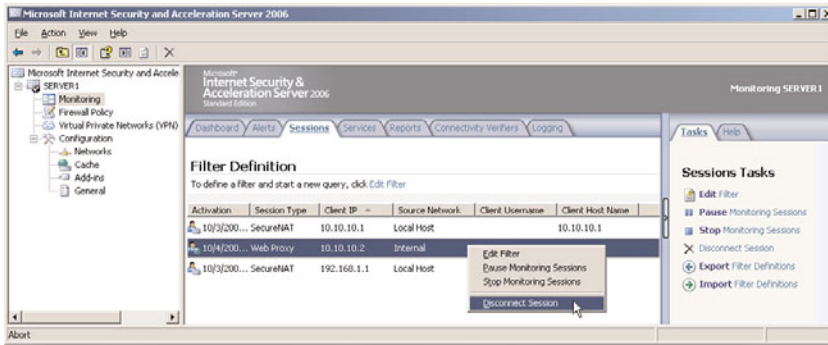 Microsoft Internet Security and Acceleration Server 2006
File Action View Help
Microsoft Internet Security and Accele
SERVER1
Monitoring
Firewall Policy
Virtual Private Networks (VPN)
Configuration
Networks
Cache
Add-ins
General
Microsoft®
Internet Security &
Acceleration Server 2006
Standard Edition
Monitoring SERVER1
Dashboard Alerts Sessions Services Reports Connectivity Verifiers Logging
Filter Definition
To define a filter and start a new query, click Edit Filter
Activation Session Type Client IP Source Network Client Username Client Host Name
10/3/200... SecureNAT 10.10.10.1 Local Host 10.10.10.1
10/4/200... Web Proxy 10.10.10.2 Internal
10/3/200... SecureNAT 192.168.1.1 Local Host
Edit Filter
Pause Monitoring Sessions
Stop Monitoring Sessions
Disconnect Session
Tasks Help
Sessions Tasks
Edit Filter
Pause Monitoring Sessions
Stop Monitoring Sessions
Disconnect Session
Export Filter Definitions
Import Filter Definitions
Abort